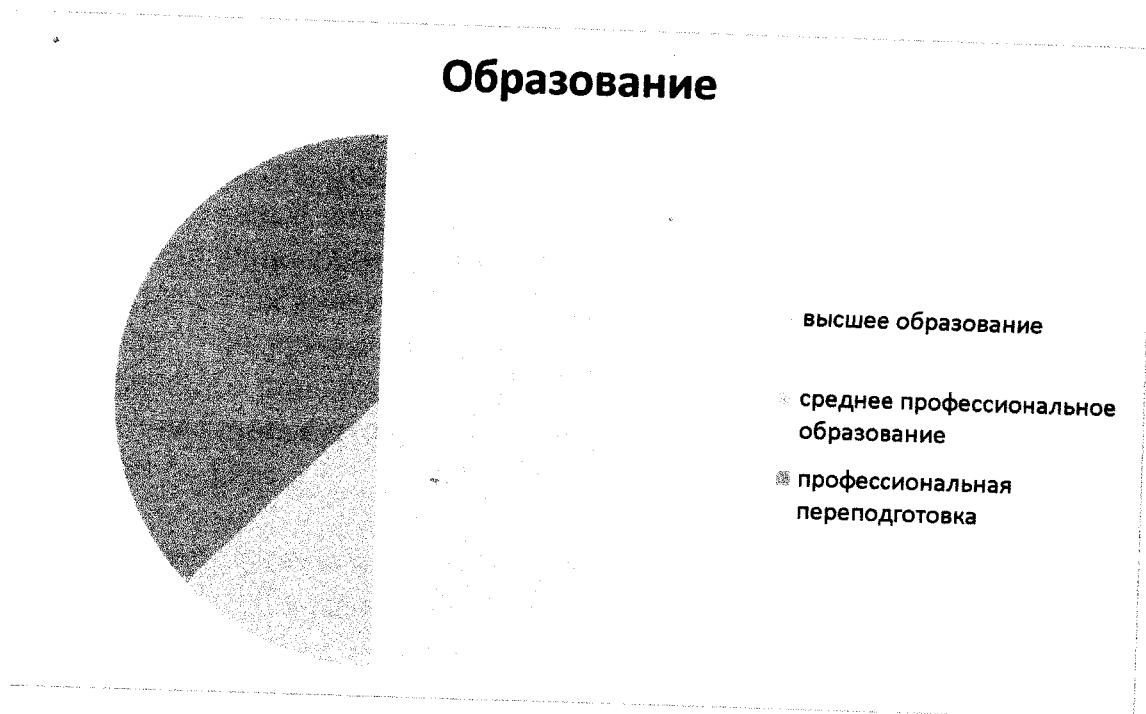 Образование
высшее образование
среднее профессиональное
образование
профессиональная
переподготовка